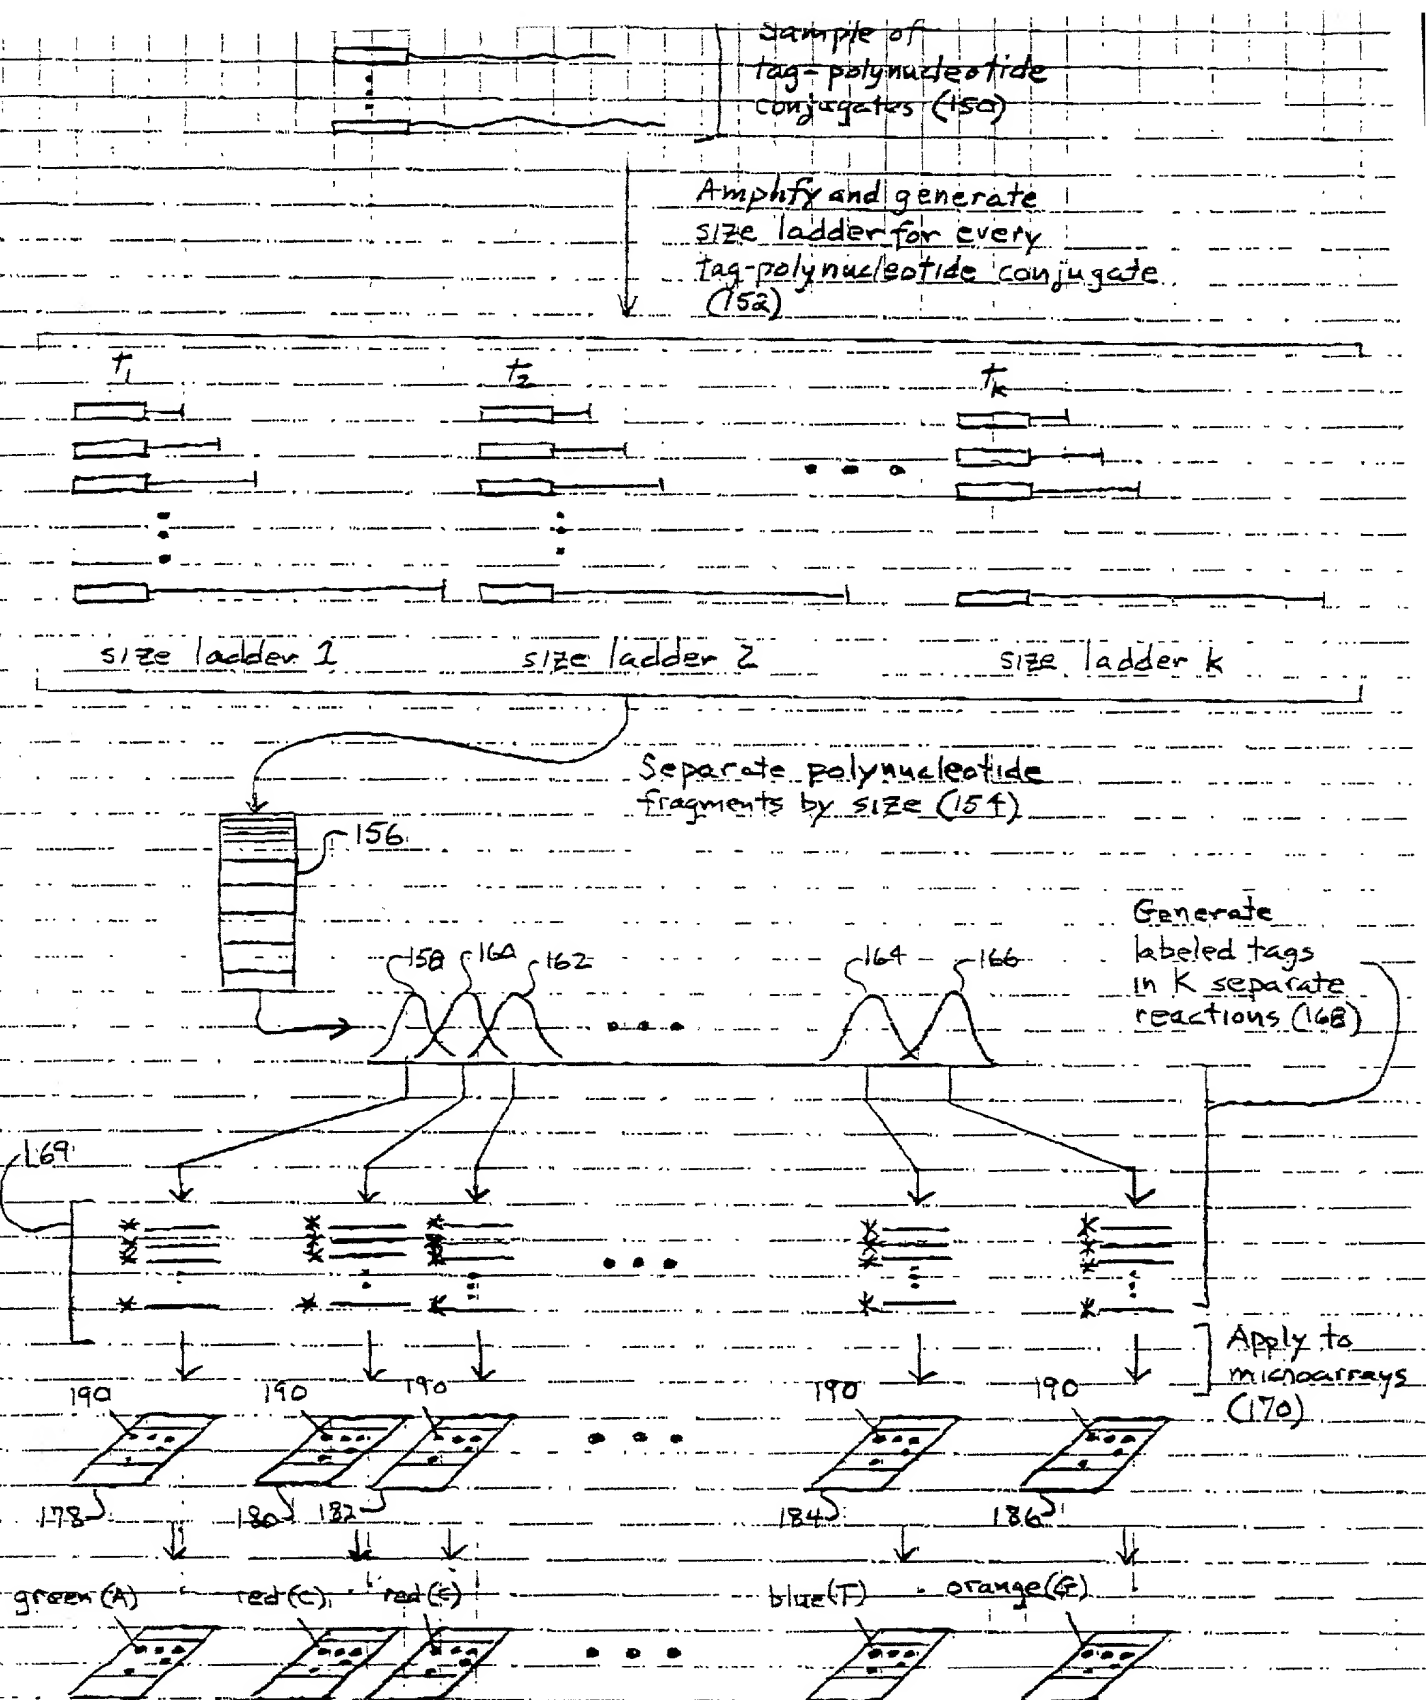 Sample of
tag-polynucleotide
conjugates (150)
Amplify and generate
size ladder for every
tag-polynucleotide conjugate
(152)
t1 t2 tk
size ladder 1 size ladder 2 size ladder k
Separate polynucleotide
fragments by size (154)
156
Generate
labeled tags
in K separate
reactions (168)
158 160 162 164 166
169
Apply to
microarrays
(170)
190 190 190 190 190
178 180 182 184 186
green(A) red(C) red(C) blue(T) orange(G)